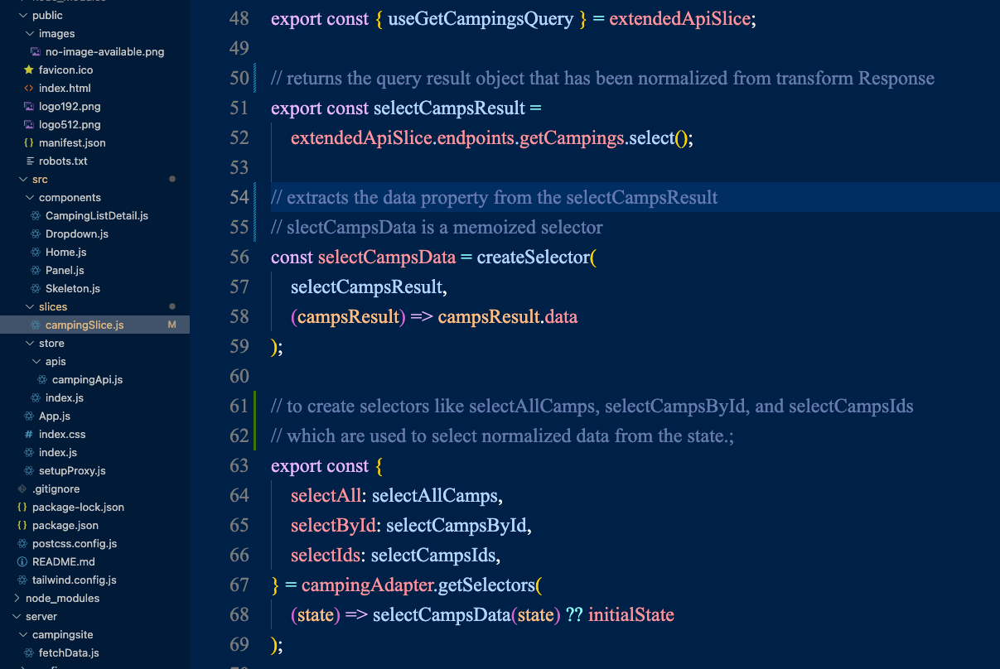 node_modules
public
images
no-image-available.png
favicon.ico
index.html
logo192.png
logo512.png
manifest.json
robots.txt
src
components
CampingListDetail.js
Dropdown.js
Home.js
Panel.js
Skeleton.js
slices
campingSlice.js M
store
apis
campingApi.js
index.js
App.js
index.css
index.js
setupProxy.js
.gitignore
package-lock.json
package.json
postcss.config.js
README.md
tailwind.config.js
node_modules
server
campingsite
fetchData.js
48 export const { useGetCampingsQuery } = extendedApiSlice;
49
50 // returns the query result object that has been normalized from transform Response
51 export const selectCampsResult =
52 extendedApiSlice.endpoints.getCampings.select();
53
54 // extracts the data property from the selectCampsResult
55 // slectCampsData is a memoized selector
56 const selectCampsData = createSelector(
57 selectCampsResult,
58 (campsResult) => campsResult.data
59 );
60
61 // to create selectors like selectAllCamps, selectCampsById, and selectCampsIds
62 // which are used to select normalized data from the state.;
63 export const {
64 selectAll: selectAllCamps,
65 selectById: selectCampsById,
66 selectIds: selectCampsIds,
67 } = campingAdapter.getSelectors(
68 (state) => selectCampsData(state) ?? initialState
69 );